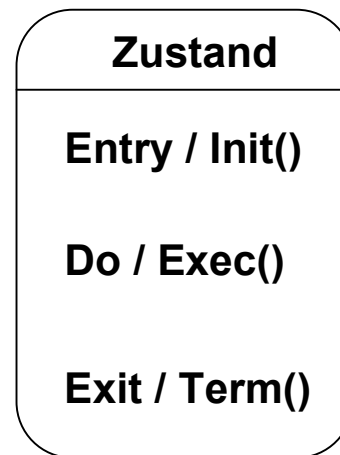 Zustand
Entry / Init()
Do / Exec()
Exit / Term()